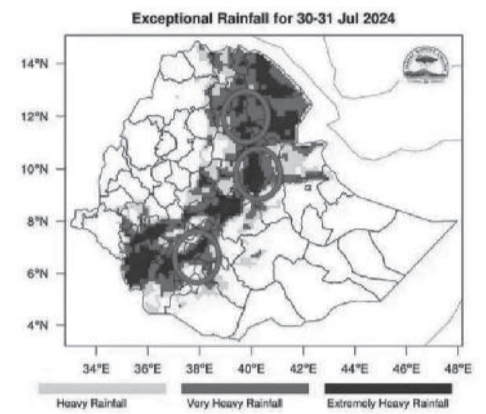 Exceptional Rainfall for 30-31 Jul 2024
14°N
12°N
10°N
8°N
6°N
4°N
34°E 36°E 38°E 40°E 42°E 44°E 46°E 48°E
Heavy Rainfall Very Heavy Rainfall Extremely Heavy Rainfall